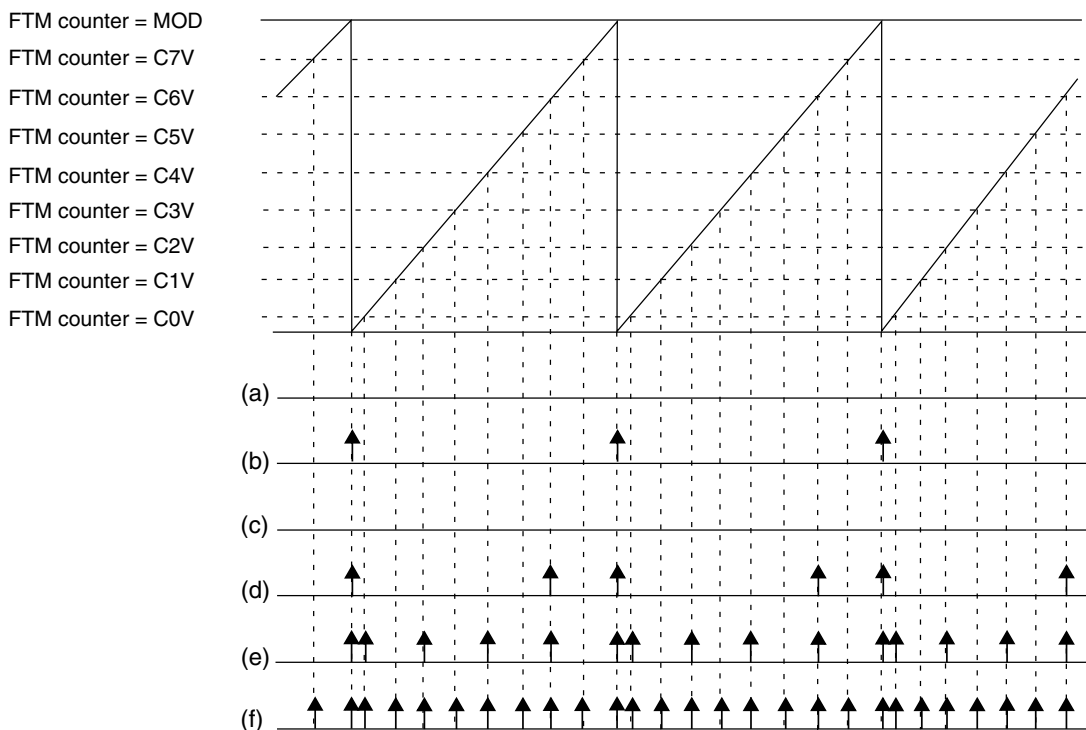 FTM counter = MOD
FTM counter = C7V
FTM counter = C6V
FTM counter = C5V
FTM counter = C4V
FTM counter = C3V
FTM counter = C2V
FTM counter = C1V
FTM counter = C0V
(a)
(b)
(c)
(d)
(e)
(f)